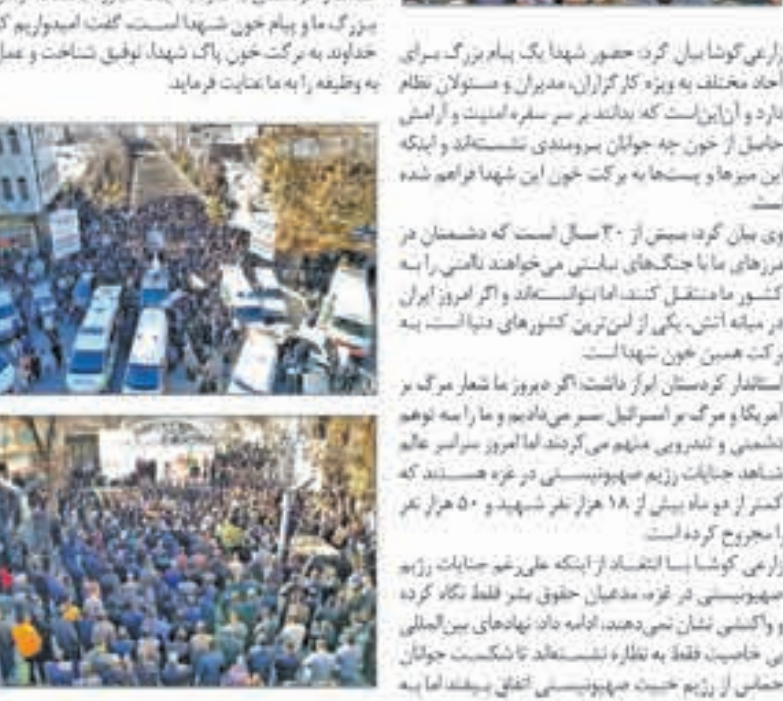 زارعی کوشا بیان کرد: حضور شهدا یک پیام بزرگ برای
آحاد مختلف به ویژه کارگزاران، مدیران و مسئولان نظام
دارد و آن این‌است که: بدانند بر سر سفره امنیت و آرامش
حاصل از خون چه جوانان برومندی نشسته‌اند و اینکه
این میزها و پست‌ها به برکت خون این شهدا فراهم شده
است.
وی بیان کرد: بیش از ۳۰ سال است که دشمنان در
مرزهای ما با جنگ‌های نیابتی می‌خواهند ناامنی را به
کشور ما منتقل کنند، اما نتوانسته‌اند و اگر امروز ایران
در میانه آتش، یکی از امن‌ترین کشورهای دنیا است، به
برکت همین خون شهدا است.
استاندار کردستان ابراز داشت: اگر دیروز ما شعار مرگ بر
آمریکا و مرگ بر اسرائیل سر می‌دادیم و ما را به توهم
دشمنی و تندرویی متهم می‌کردند اما امروز سراسر عالم
شاهد جنایات رژیم صهیونیستی در غزه هستند که
کمتر از دو ماه بیش از ۱۸ هزار نفر شهید و ۵۰ هزار نفر
را مجروح کرده است.
زارعی کوشا با انتقاد از اینکه علی‌رغم جنایات رژیم
صهیونیستی در غزه، مدعیان حقوق بشر فقط نگاه کرده
و واکنشی نشان نمی‌دهند، ادامه داد: نهادهای بین‌المللی
بی خاصیت فقط به نظاره نشسته‌اند تا شکست جوانان
حماس از رژیم خبیث صهیونیستی اتفاق بیفتد اما به
بزرگ ما و پیام خون شهدا است، گفت: امیدواریم که
خداوند به برکت خون پاک شهدا، توفیق شناخت و عمل
به وظیفه را به ما عنایت فرماید.